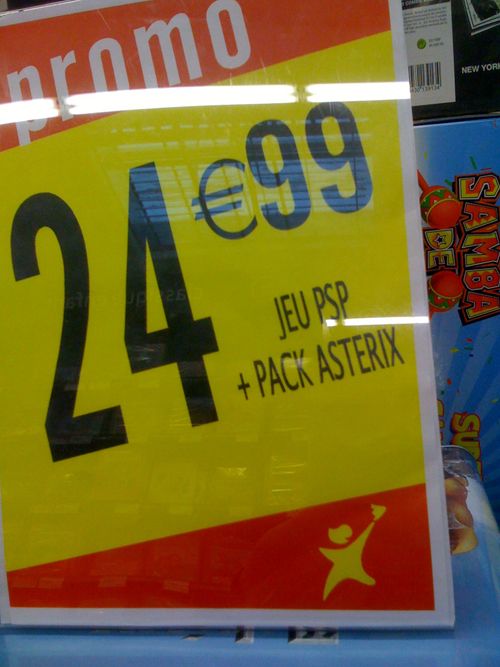 promo
24€99
JEU PSP
+ PACK ASTERIX
NEW YORK
SAMBA
DE